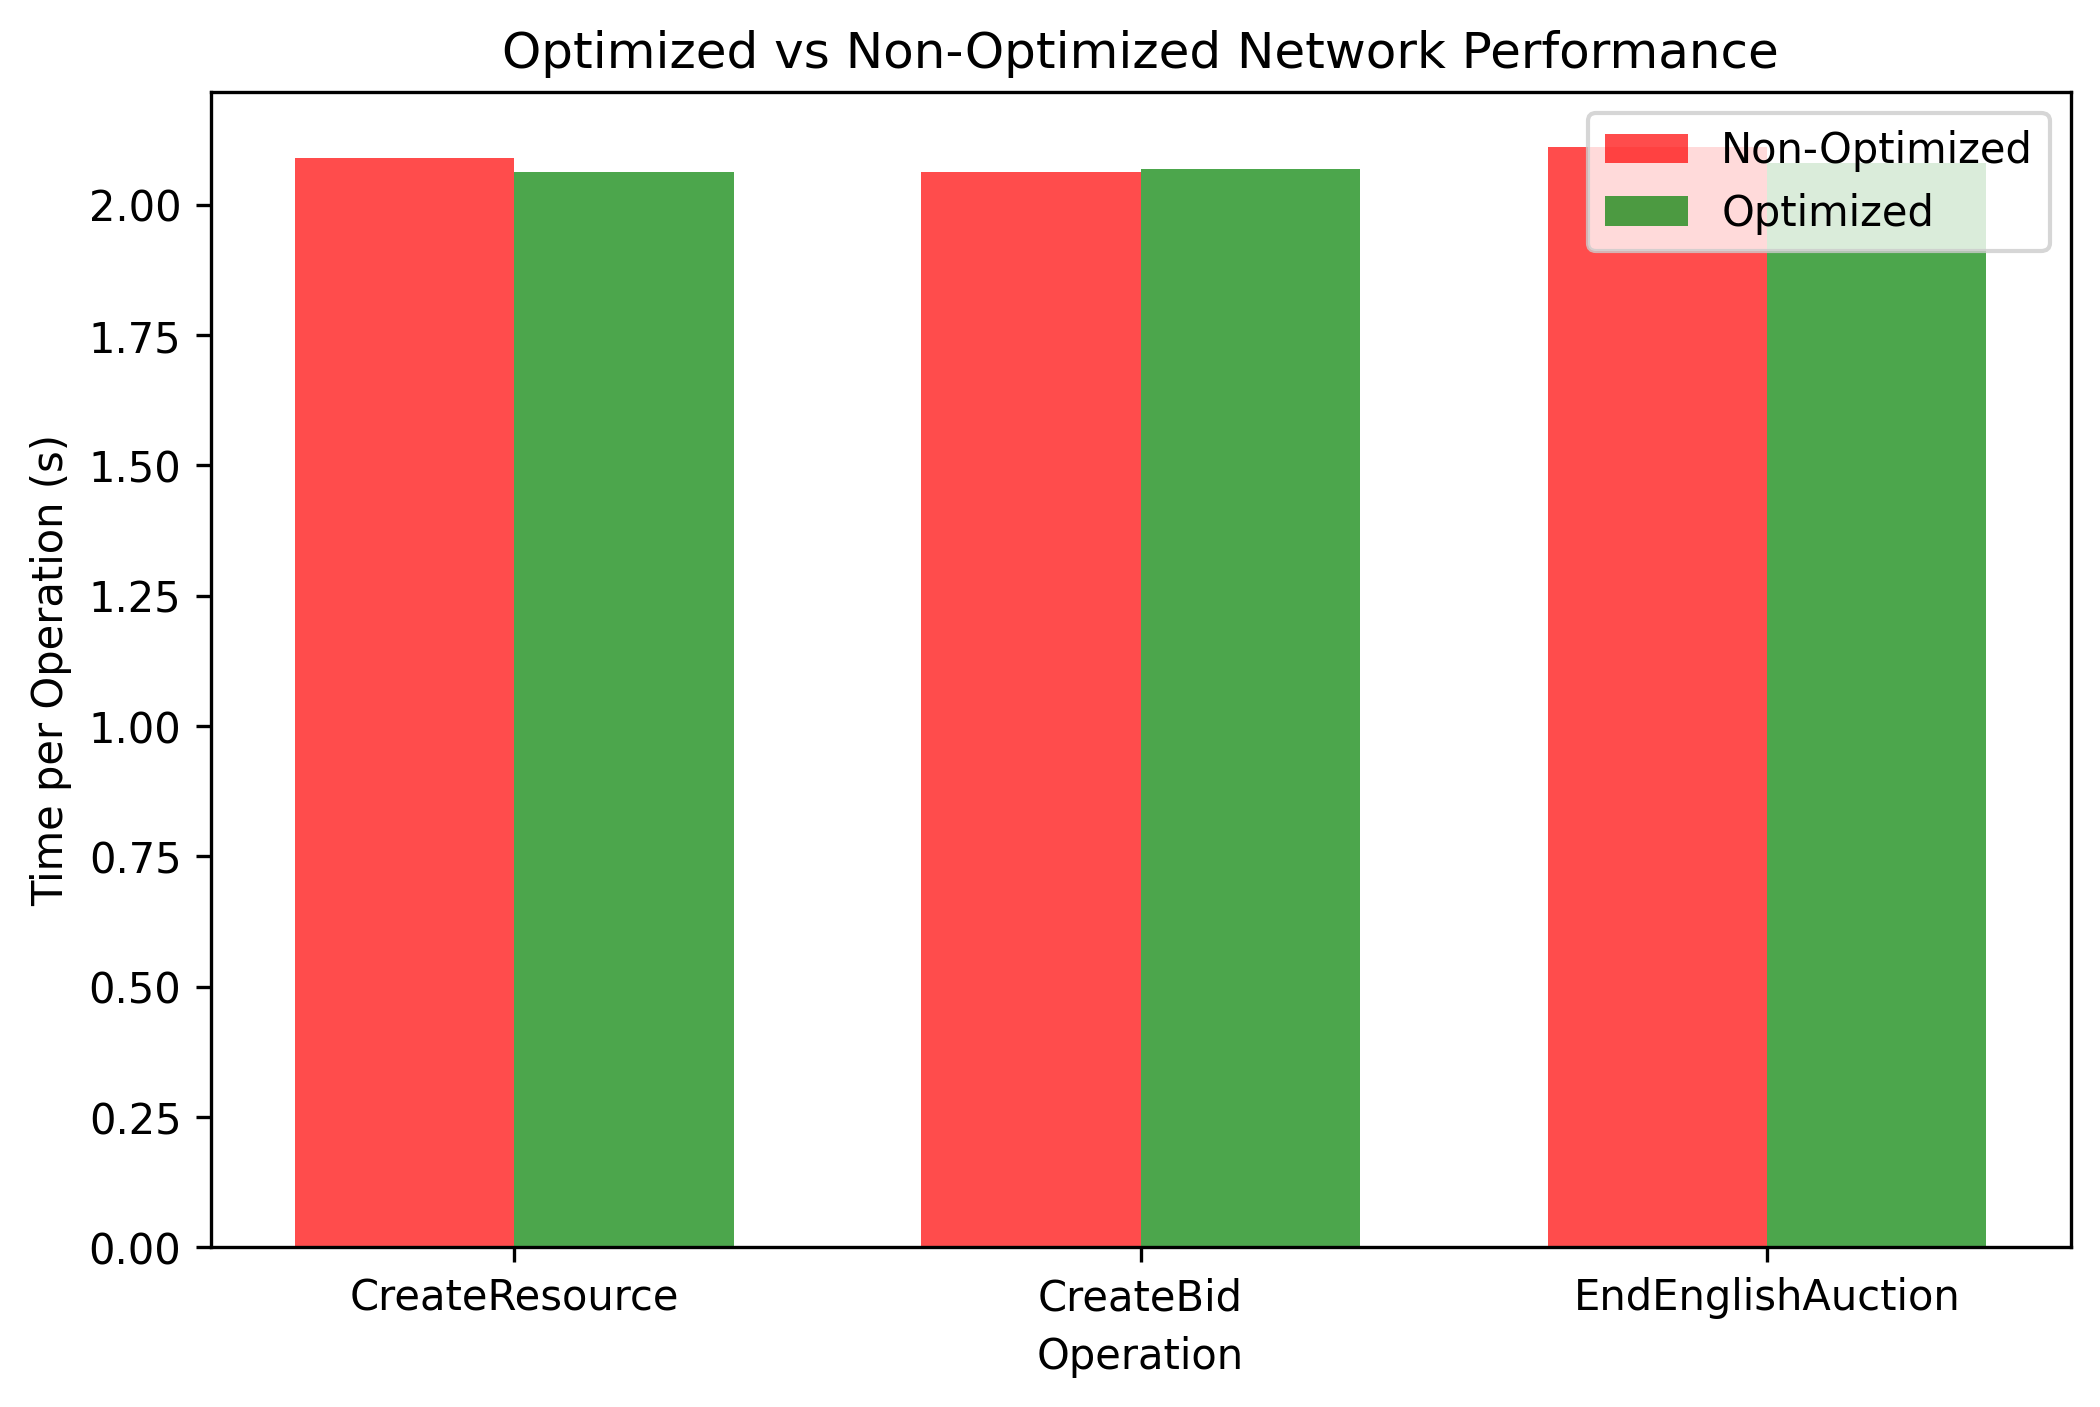 Optimized vs Non-Optimized Network Performance
Non-Optimized
Optimized
Time per Operation (s)
2.00
1.75
1.50
1.25
1.00
0.75
0.50
0.25
0.00
CreateResource
CreateBid
EndEnglishAuction
Operation